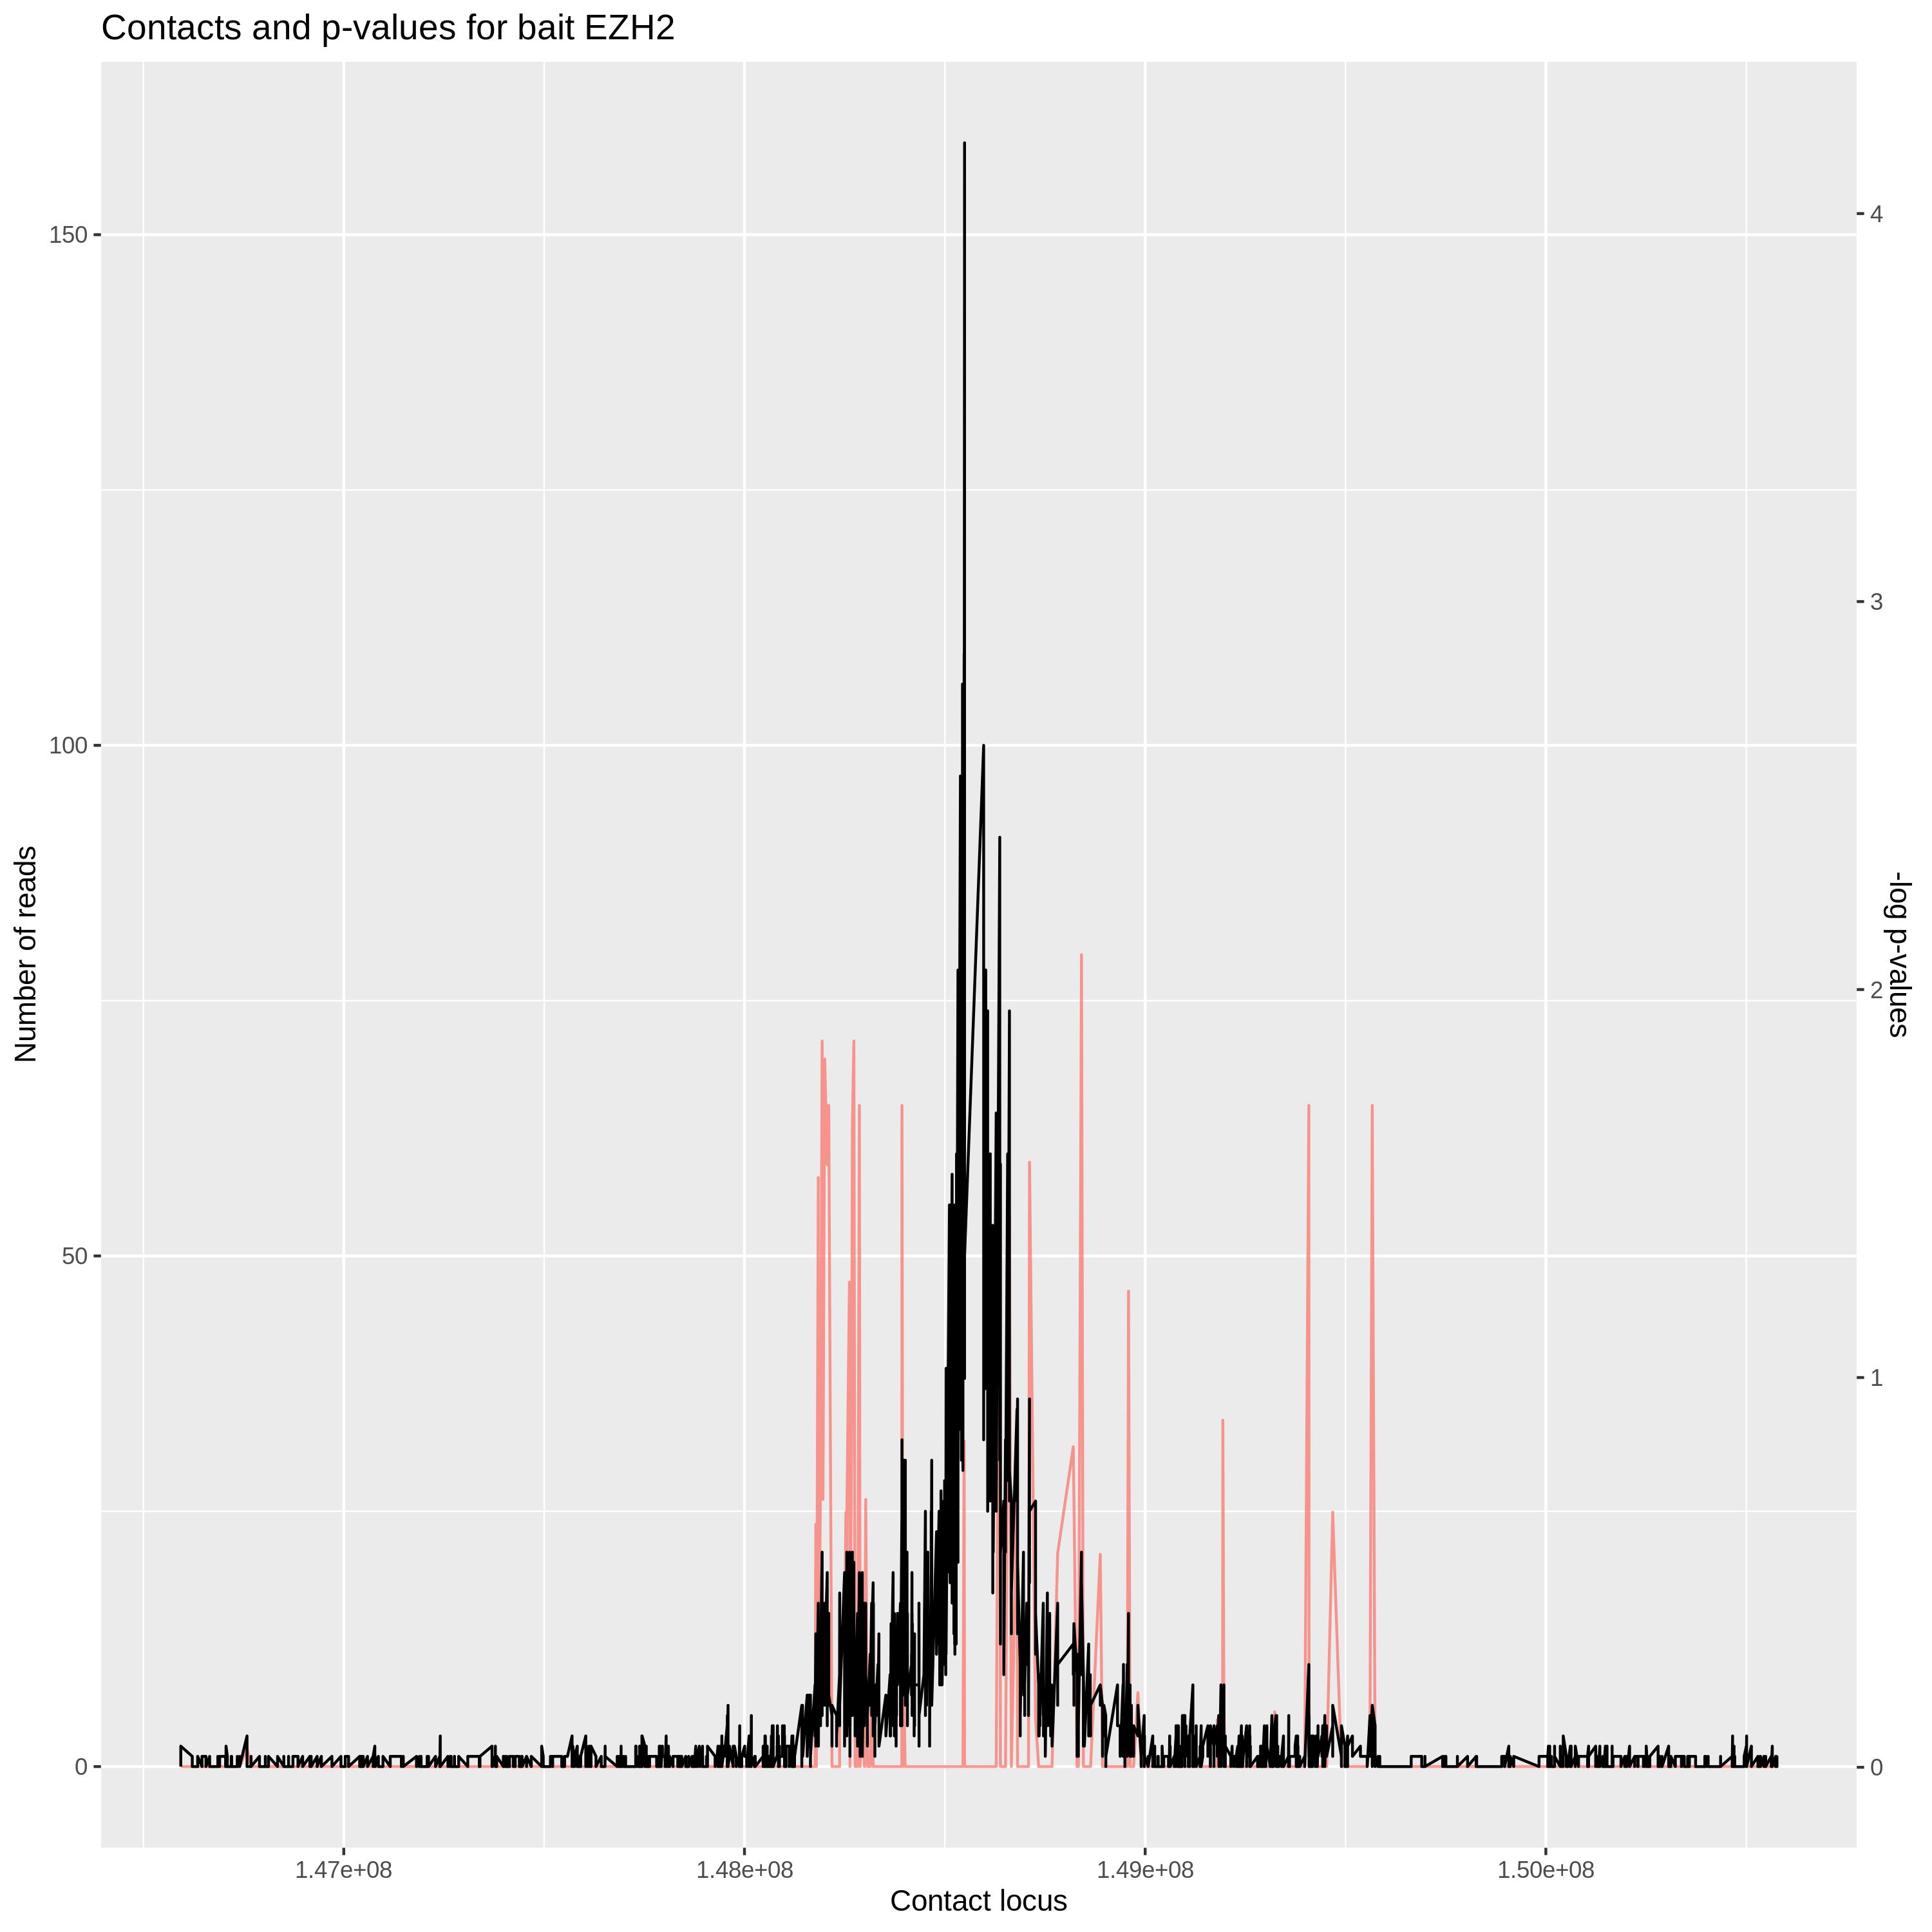 Contacts and p-values for bait EZH2
150
100
50
0
4
3
2
1
0
Number of reads
-log p-values
1.47e+08 1.48e+08 1.49e+08 1.50e+08
Contact locus